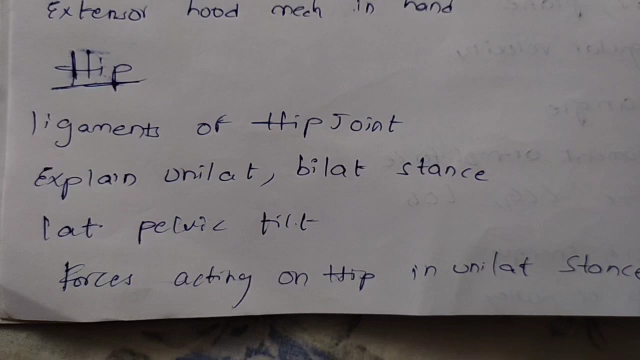 Extensor hood mech in hand
Hip
ligaments of Hip Joint
Explain unilat, bilat stance
lat. pelvic tilt
Forces acting on Hip in unilat stance